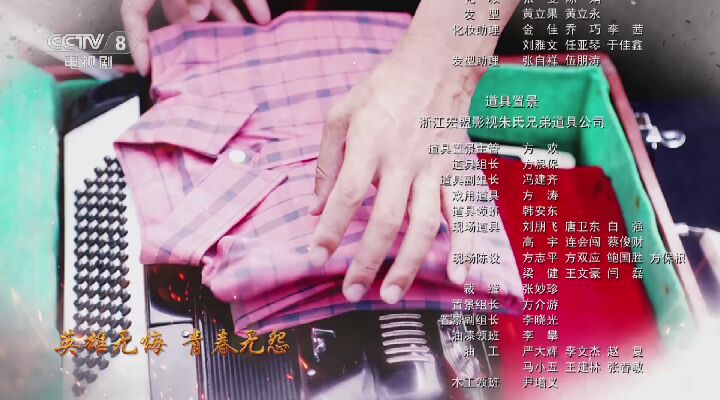 CCTV 8
电视剧
发 型 黄立果 黄立永
化妆助理 金 佳 乔 巧 李 茜
刘雅文 任亚琴 于佳鑫
发型助理 张自祥 伍朋涛
道具置景
浙江宏盟影视朱氏兄弟道具公司
道具置景主管 方 欢
道具组长 方根保
道具副组长 冯建齐
戏用道具 方 涛
道具领班 韩安东
现场道具 刘朋飞 唐卫东 白 强
高 宇 连会闯 蔡俊财
现场陈设 方志平 方双应 鲍国胜 方保根
梁 健 王文豪 闫 磊
裁 缝 张妙珍
置景组长 方介游
置景副组长 李晓光
油漆领班 李 攀
油 工 严大辉 李文杰 赵 夏
马小五 王建林 张春敏
木工领班 尹增义
英雄无悔 青春无怨